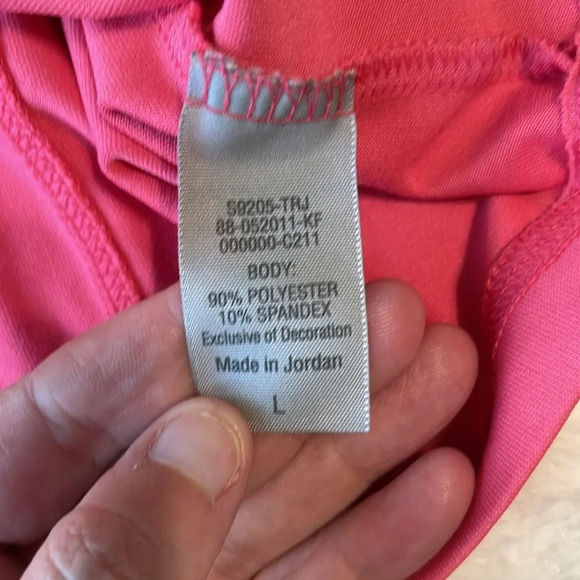 S9205-TRJ
88-052011-KF
000000-C211
BODY:
90% POLYESTER
10% SPANDEX
Exclusive of Decoration
Made in Jordan
L